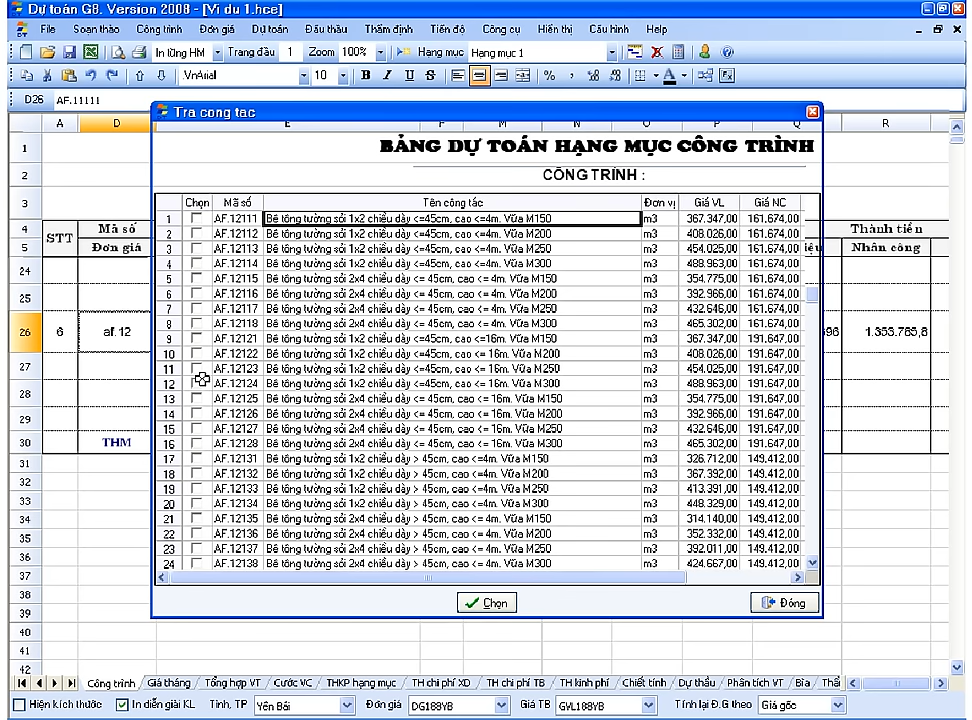 Dự toán G8. Version 2008 - [Vi du 1.hce]
File Soạn thảo Công trình Đơn giá Dự toán Đấu thầu Thẩm định Tiến độ Công cụ Hiển thị Cấu hình Help
In từng HM Trang đầu 1 Zoom 100% Hạng mục Hạng mục 1
.VnArial 10 B I U S
D26 AF.11111
Tra cong tac
A D E F M N O P Q R
BẢNG DỰ TOÁN HẠNG MỤC CÔNG TRÌNH
CÔNG TRÌNH :
STT Mã số Đơn giá Thành tiền Nhân công
Chọn Mã số Tên công tác Đơn vị Giá VL Giá NC
1 AF.12111 Bê tông tường sỏi 1x2 chiều dày <=45cm, cao <=4m. Vữa M150 m3 367.347,00 161.674,00
2 AF.12112 Bê tông tường sỏi 1x2 chiều dày <=45cm, cao <=4m. Vữa M200 m3 408.026,00 161.674,00
3 AF.12113 Bê tông tường sỏi 1x2 chiều dày <=45cm, cao <=4m. Vữa M250 m3 454.025,00 161.674,00
4 AF.12114 Bê tông tường sỏi 1x2 chiều dày <=45cm, cao <=4m. Vữa M300 m3 488.963,00 161.674,00
5 AF.12115 Bê tông tường sỏi 2x4 chiều dày <= 45cm, cao <= 4m. Vữa M150 m3 354.775,00 161.674,00
6 AF.12116 Bê tông tường sỏi 2x4 chiều dày <= 45cm, cao <= 4m. Vữa M200 m3 392.966,00 161.674,00
7 AF.12117 Bê tông tường sỏi 2x4 chiều dày <= 45cm, cao <= 4m. Vữa M250 m3 432.646,00 161.674,00
8 AF.12118 Bê tông tường sỏi 2x4 chiều dày <= 45cm, cao <= 4m. Vữa M300 m3 465.302,00 161.674,00
9 AF.12121 Bê tông tường sỏi 1x2 chiều dày <=45cm, cao <= 16m Vữa M150 m3 367.347,00 191.647,00
10 AF.12122 Bê tông tường sỏi 1x2 chiều dày <=45cm, cao <= 16m. Vữa M200 m3 408.026,00 191.647,00
11 AF.12123 Bê tông tường sỏi 1x2 chiều dày <=45cm, cao <= 16m. Vữa M250 m3 454.025,00 191.647,00
12 AF.12124 Bê tông tường sỏi 1x2 chiều dày <=45cm, cao <= 16m. Vữa M300 m3 488.963,00 191.647,00
13 AF.12125 Bê tông tường sỏi 2x4 chiều dày <= 45cm, cao <= 16m. Vữa M150 m3 354.775,00 191.647,00
14 AF.12126 Bê tông tường sỏi 2x4 chiều dày <= 45cm, cao <= 16m. Vữa M200 m3 392.966,00 191.647,00
15 AF.12127 Bê tông tường sỏi 2x4 chiều dày <= 45cm, cao <= 16m. Vữa M250 m3 432.646,00 191.647,00
16 AF.12128 Bê tông tường sỏi 2x4 chiều dày <= 45cm, cao <= 16m. Vữa M300 m3 465.302,00 191.647,00
17 AF.12131 Bê tông tường sỏi 1x2 chiều dày > 45cm, cao <=4m. Vữa M150 m3 326.712,00 149.412,00
18 AF.12132 Bê tông tường sỏi 1x2 chiều dày > 45cm, cao <=4m. Vữa M200 m3 367.392,00 149.412,00
19 AF.12133 Bê tông tường sỏi 1x2 chiều dày > 45cm, cao <=4m. Vữa M250 m3 413.391,00 149.412,00
20 AF.12134 Bê tông tường sỏi 1x2 chiều dày > 45cm, cao <=4m. Vữa M300 m3 448.329,00 149.412,00
21 AF.12135 Bê tông tường sỏi 2x4 chiều dày > 45cm, cao <= 4m. Vữa M150 m3 314.140,00 149.412,00
22 AF.12136 Bê tông tường sỏi 2x4 chiều dày > 45cm, cao <= 4m. Vữa M200 m3 352.332,00 149.412,00
23 AF.12137 Bê tông tường sỏi 2x4 chiều dày > 45cm, cao <= 4m. Vữa M250 m3 392.011,00 149.412,00
24 AF.12138 Bê tông tường sỏi 2x4 chiều dày > 45cm, cao <= 4m. Vữa M300 m3 424.667,00 149.412,00
Chọn Đóng
1
2
3
4
5
24
25
26 6 af.12 1.353.765,8
27
28
29
30 THM
31
32
33
34
35
36
37
38
39
40
41
42
Công trình Giá tháng Tổng hợp VT Cước VC THKP hạng mục TH chi phí XD TH chi phí TB TH kinh phí Chiết tính Dự thầu Phân tích VT Bìa Thẩ
Hiện kích thước In diễn giải KL Tỉnh, TP Yên Bái Đơn giá DG188YB Giá TB GVL188YB Tính lại Đ.G theo Giá gốc